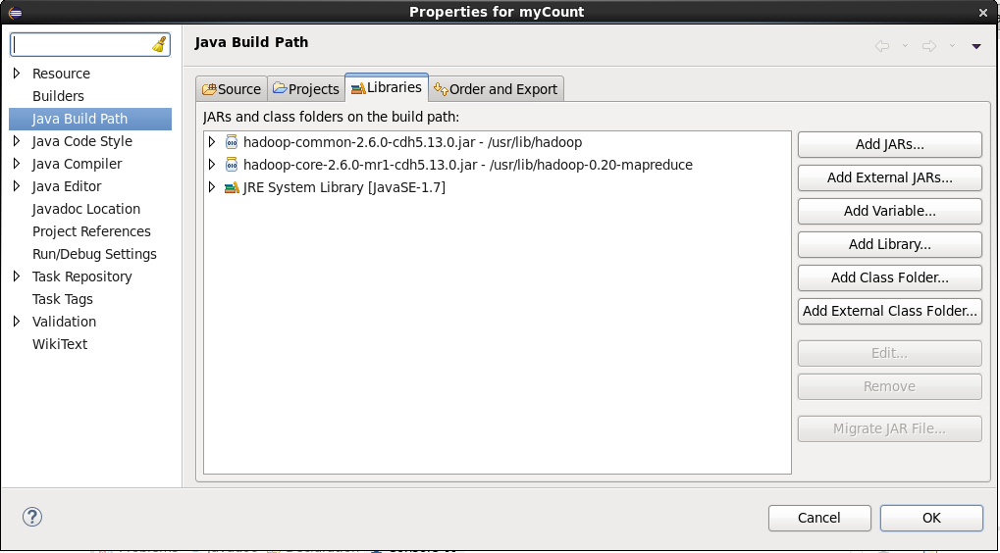 Properties for myCount
Java Build Path
Resource
Builders
Java Build Path
Java Code Style
Java Compiler
Java Editor
Javadoc Location
Project References
Run/Debug Settings
Task Repository
Task Tags
Validation
WikiText
Source
Projects
Libraries
Order and Export
JARs and class folders on the build path:
hadoop-common-2.6.0-cdh5.13.0.jar - /usr/lib/hadoop
hadoop-core-2.6.0-mr1-cdh5.13.0.jar - /usr/lib/hadoop-0.20-mapreduce
JRE System Library [JavaSE-1.7]
Add JARs...
Add External JARs...
Add Variable...
Add Library...
Add Class Folder...
Add External Class Folder...
Edit...
Remove
Migrate JAR File...
Cancel
OK